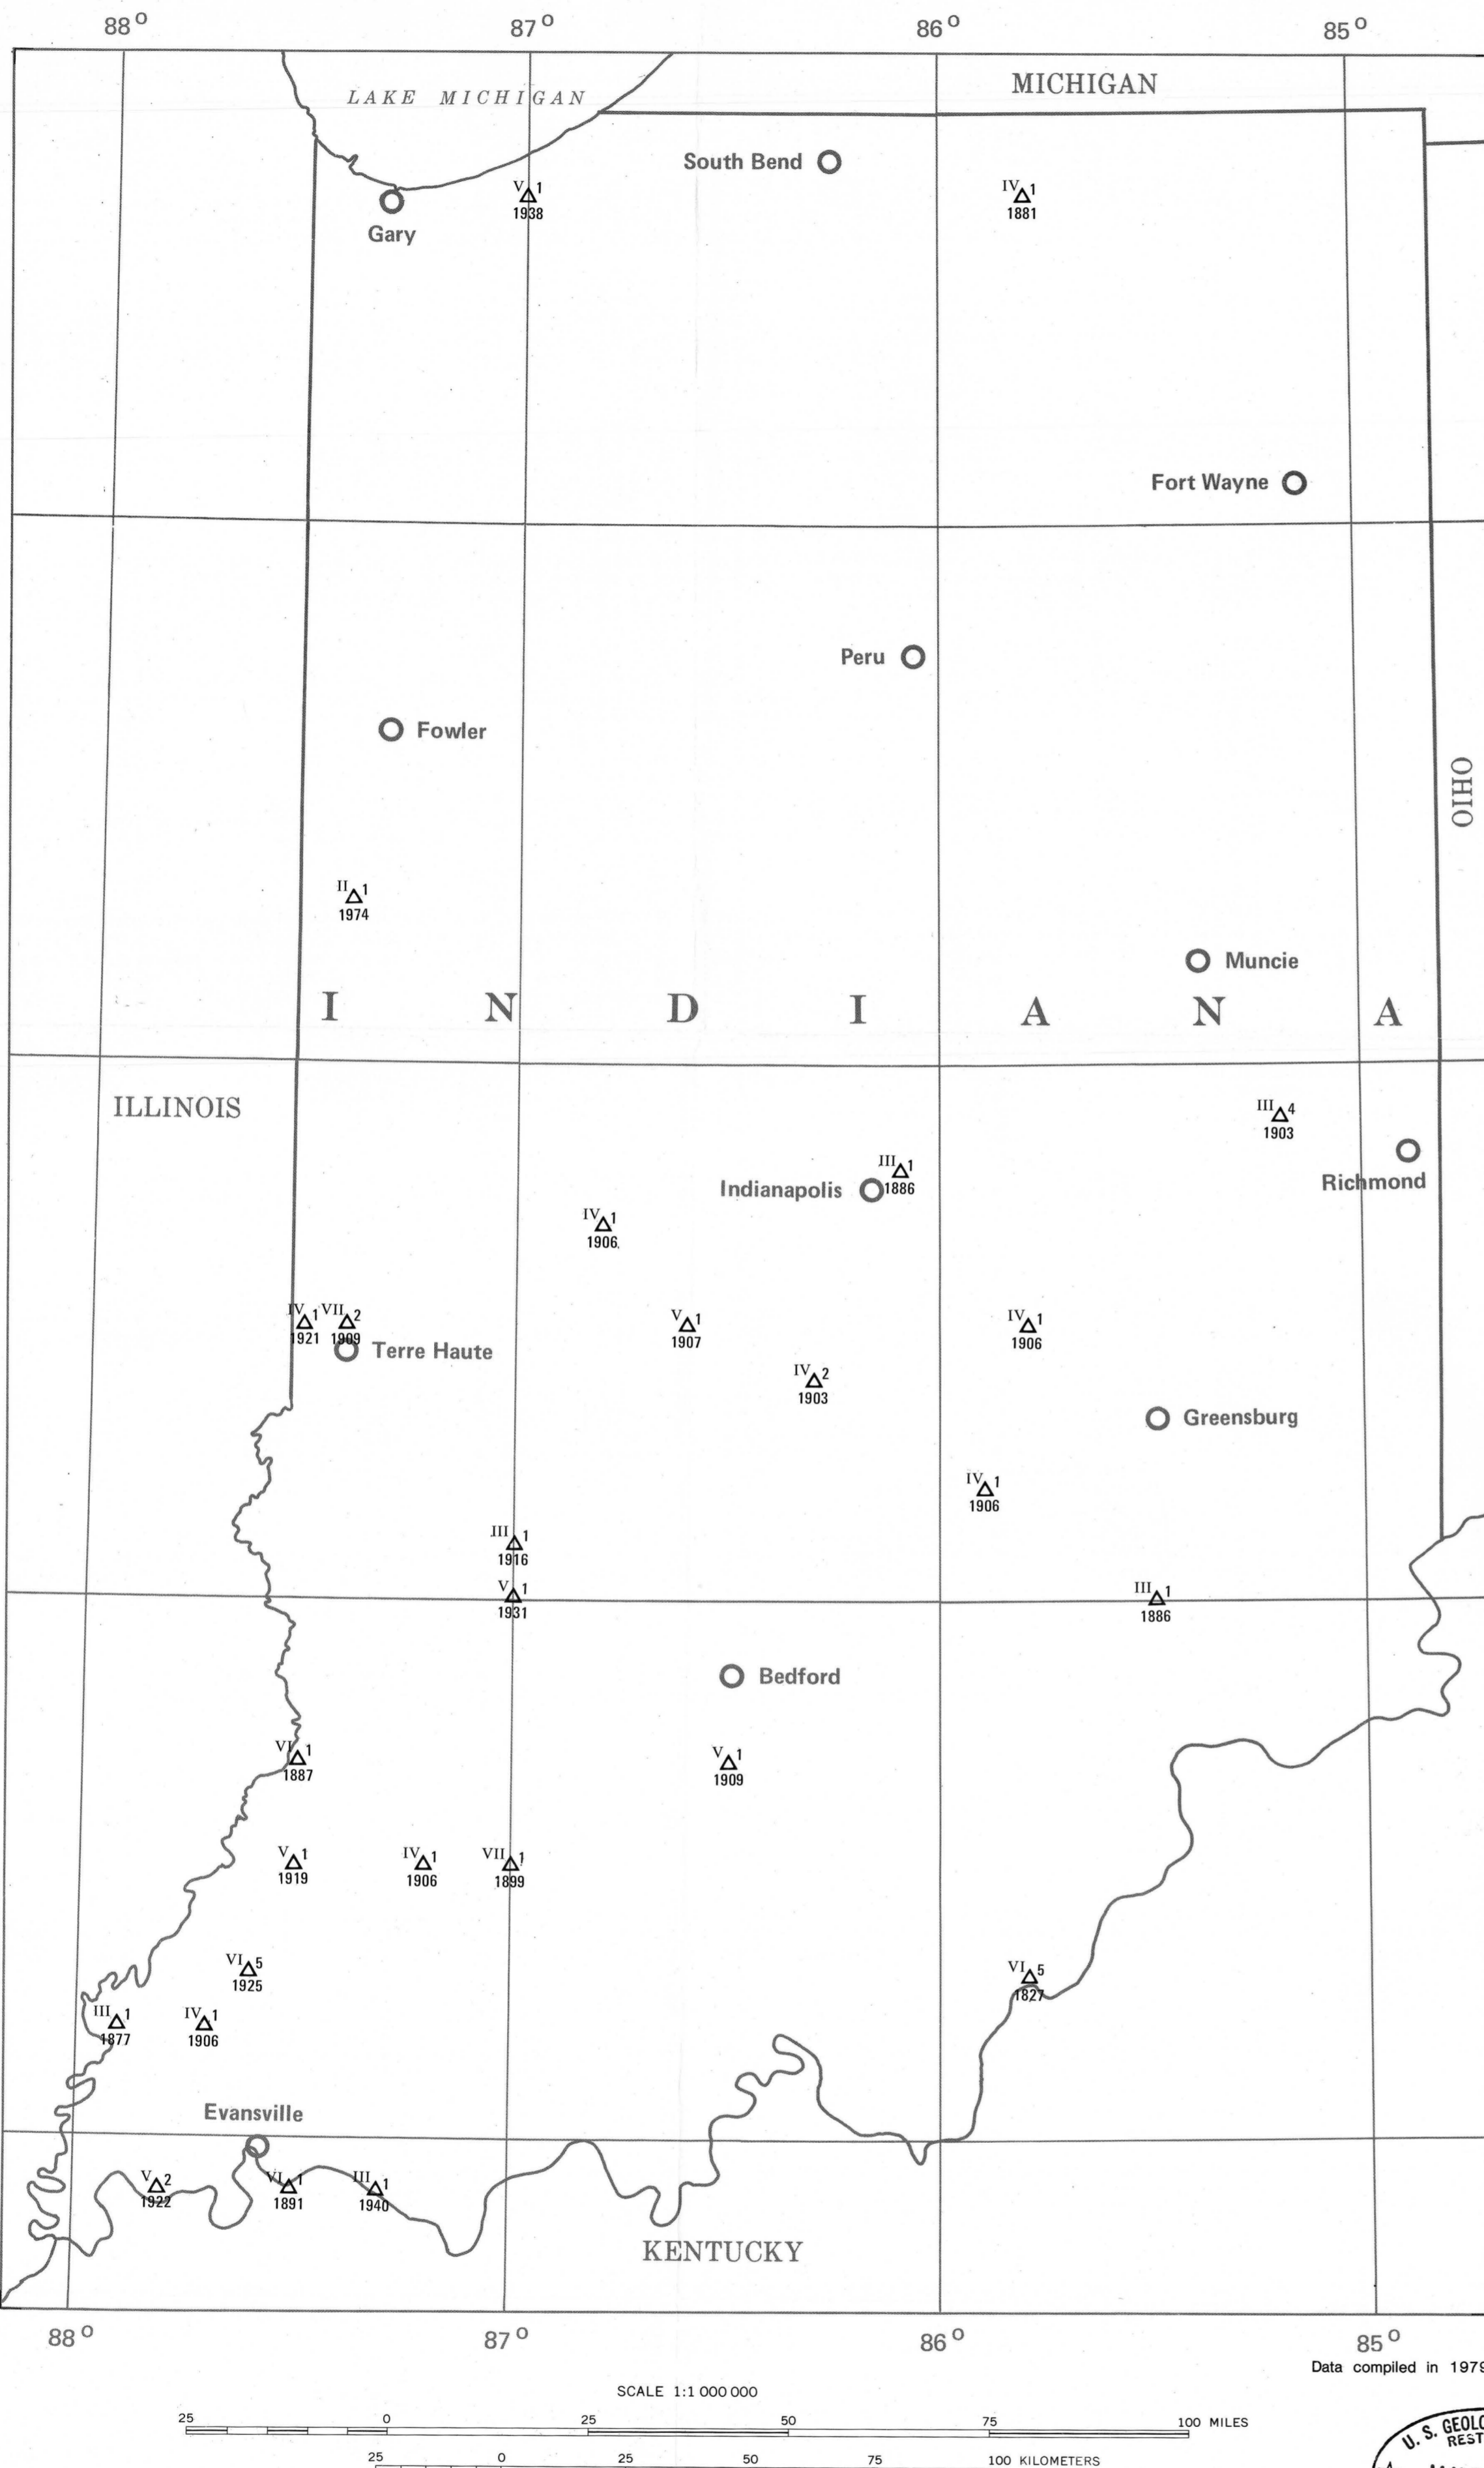 88° 87° 86° 85°
MICHIGAN
LAKE MICHIGAN
South Bend
V 1
1938
IV 1
1881
Gary
Fort Wayne
Peru
Fowler
OHIO
II 1
1974
Muncie
I N D I A N A
ILLINOIS
III 4
1903
Richmond
III 1
1886
Indianapolis
IV 1
1906
IV 1
1921
VII 2
1909
Terre Haute
V 1
1907
IV 1
1906
IV 2
1903
Greensburg
IV 1
1906
III 1
1916
V 1
1931
III 1
1886
Bedford
VI 1
1887
V 1
1909
V 1
1919
IV 1
1906
VII 1
1899
VI 5
1925
VI 5
1827
III 1
1877
IV 1
1906
Evansville
V 2
1922
VI 1
1891
III 1
1940
KENTUCKY
88° 87° 86° 85°
Data compiled in 1979
SCALE 1:1 000 000
25 0 25 50 75 100 MILES
25 0 25 50 75 100 KILOMETERS
U. S. GEOLO
REST